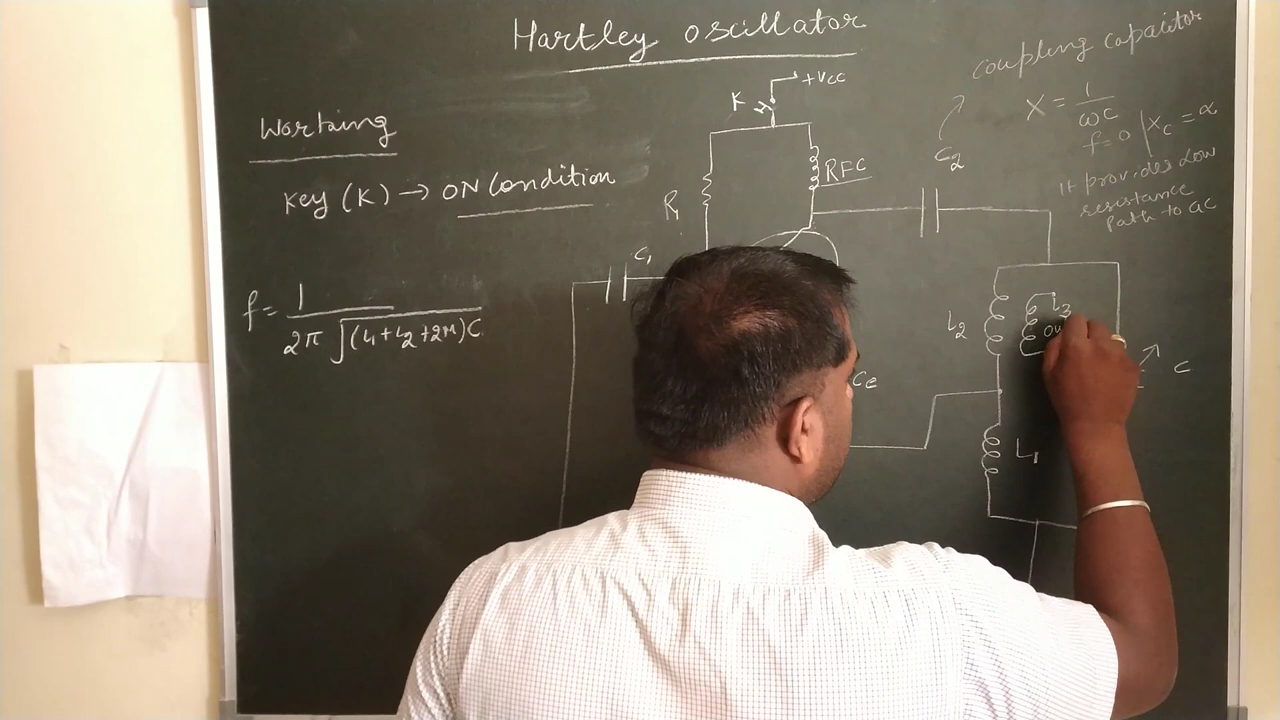 Hartley oscillator
coupling capacitor
+VCC
K
X = 1/ωC
f=0 | Xc = α
It provides Low
resistance
Path to ac
Working
Key (K) → ON Condition
RFC
C2
R1
C1
f = 1/2π√(L1+L2+2M)C
L2
L3
C
Ce
L1